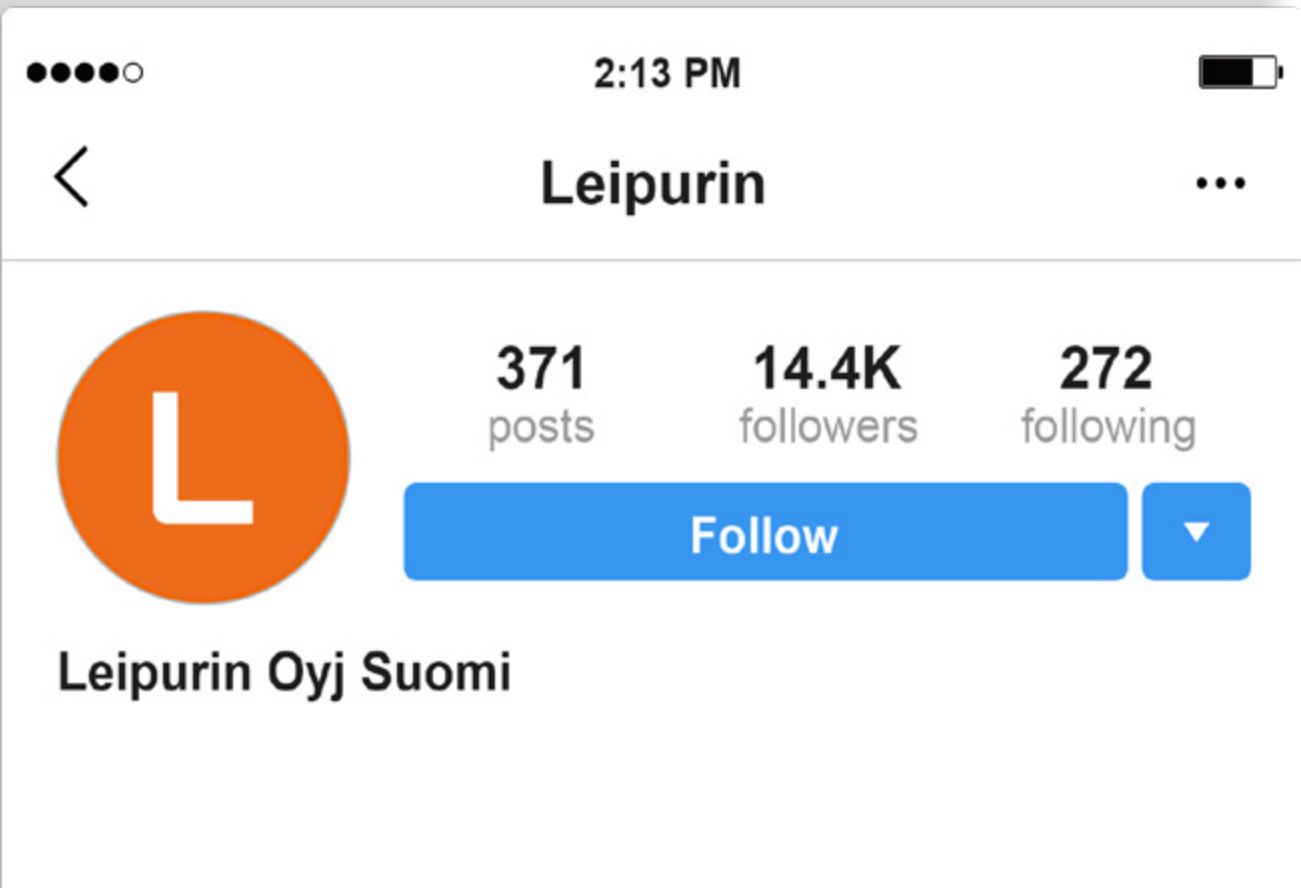 2:13 PM
Leipurin
L
371 14.4K 272
posts followers following
Follow
Leipurin Oyj Suomi